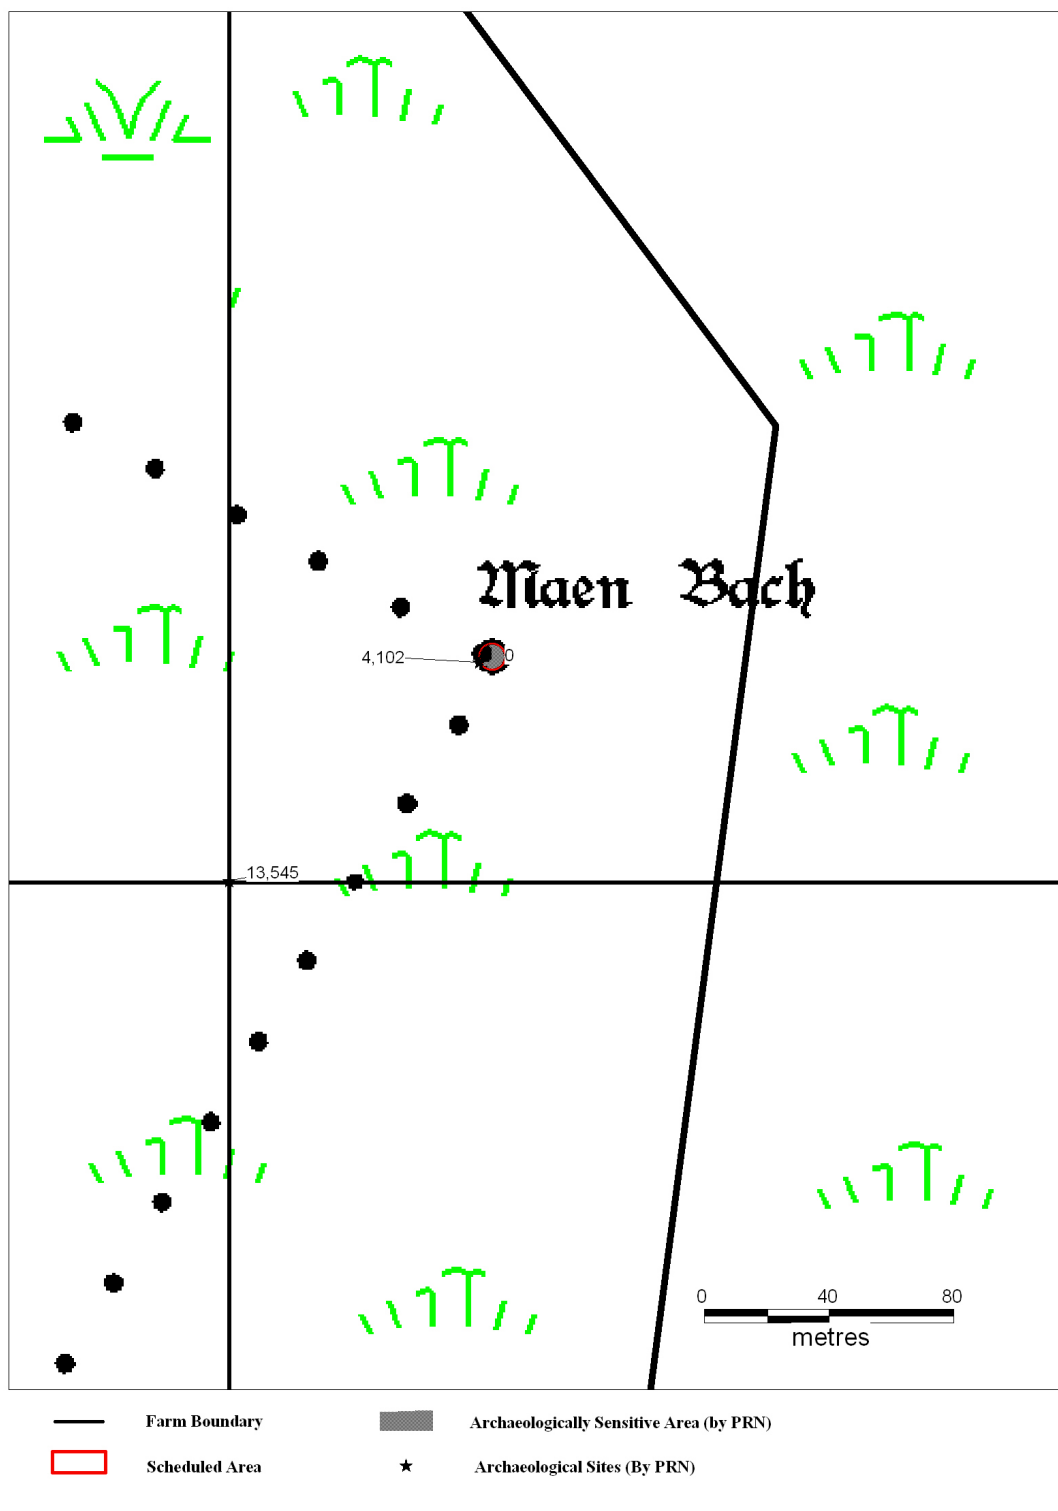 Maen Bach
4,102
0
13,545
0 40 80
metres
Farm Boundary
Archaeologically Sensitive Area (by PRN)
Scheduled Area
Archaeological Sites (By PRN)